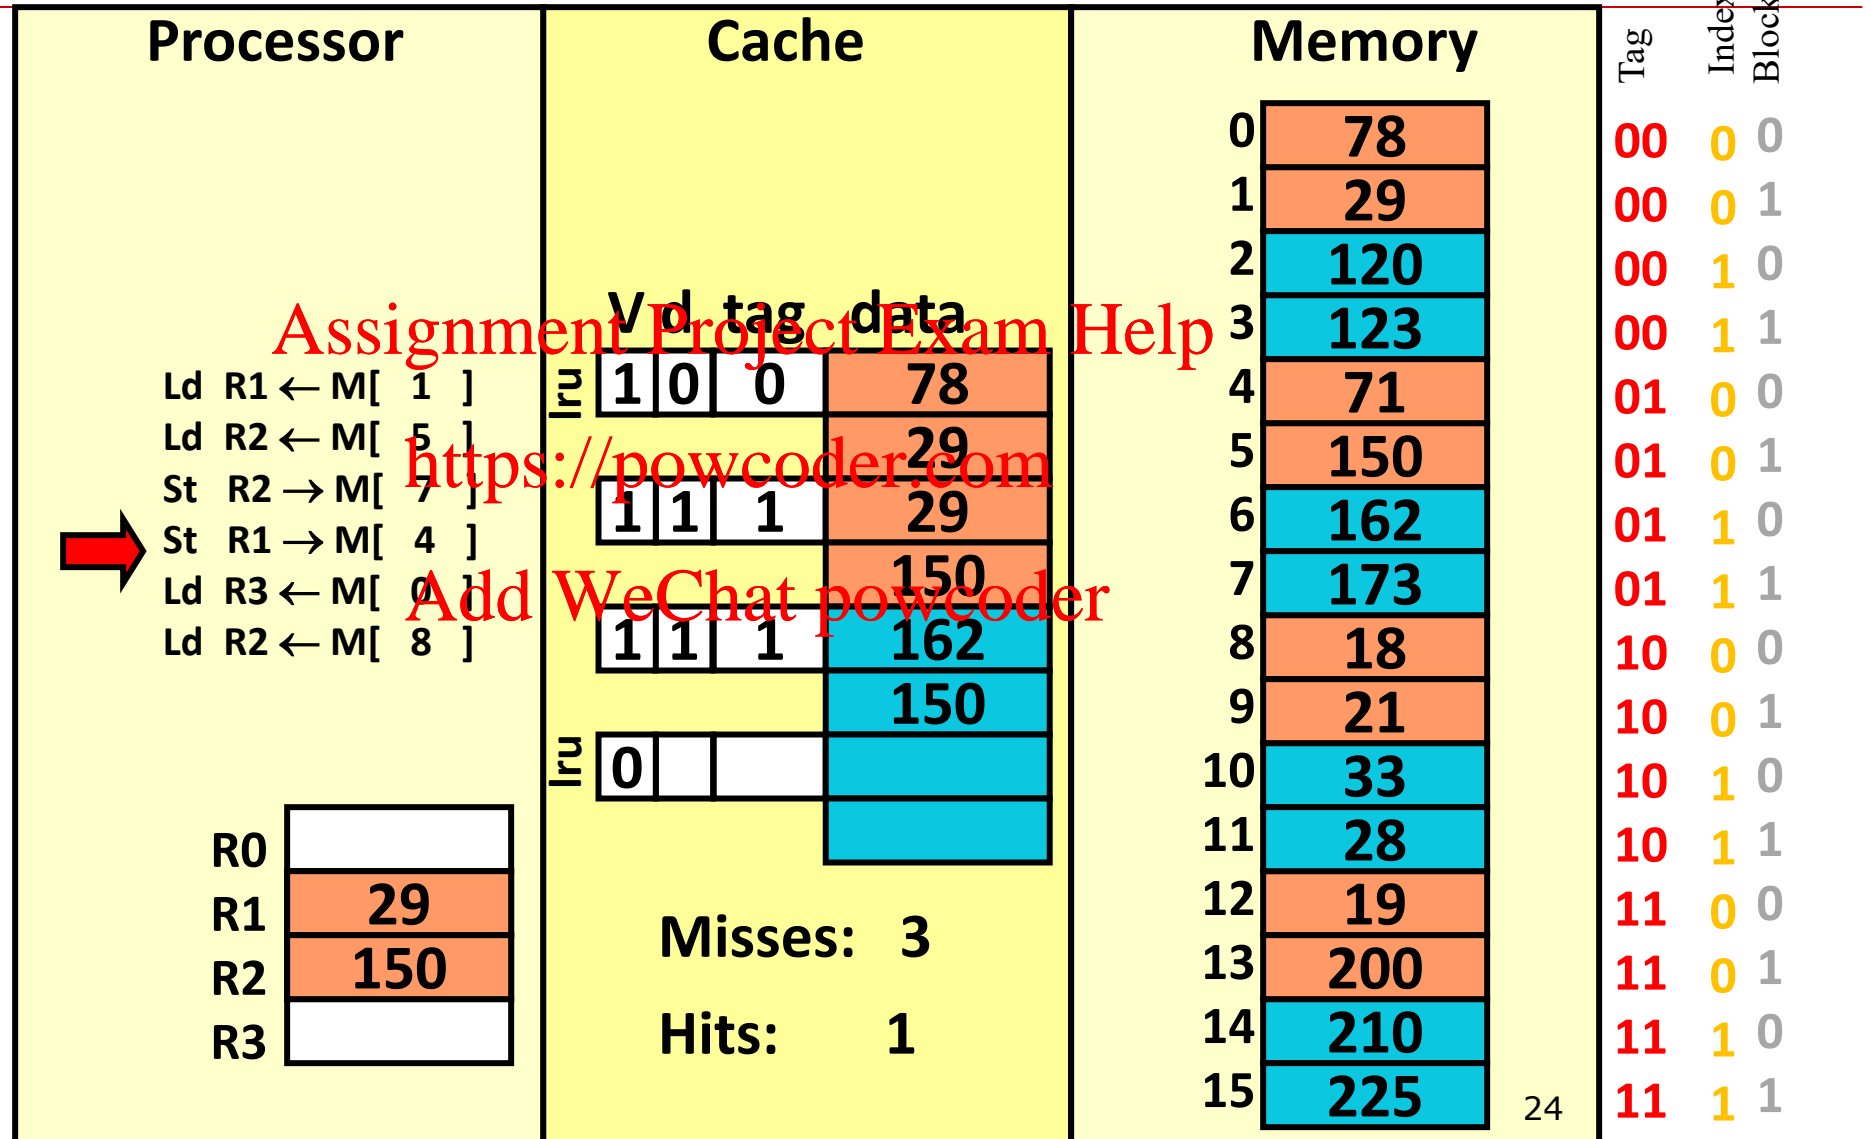 Processor
Cache
Memory
Tag
Index
Block
V d tag data
Assignment Project Exam Help
https://powcoder.com
Add WeChat powcoder
Ld R1 ← M[ 1 ]
Ld R2 ← M[ 5 ]
St R2 → M[ 7 ]
St R1 → M[ 4 ]
Ld R3 ← M[ 0 ]
Ld R2 ← M[ 8 ]
R0
R1 29
R2 150
R3
lru 1 0 0 78
29
1 1 1 29
150
1 1 1 162
150
lru 0
Misses: 3
Hits: 1
0 78 00 0 0
1 29 00 0 1
2 120 00 1 0
3 123 00 1 1
4 71 01 0 0
5 150 01 0 1
6 162 01 1 0
7 173 01 1 1
8 18 10 0 0
9 21 10 0 1
10 33 10 1 0
11 28 10 1 1
12 19 11 0 0
13 200 11 0 1
14 210 11 1 0
15 225 11 1 1
24